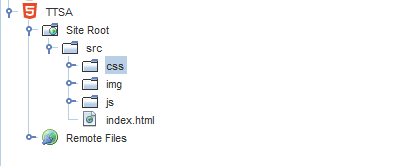 TTSA
Site Root
src
css
img
js
index.html
Remote Files